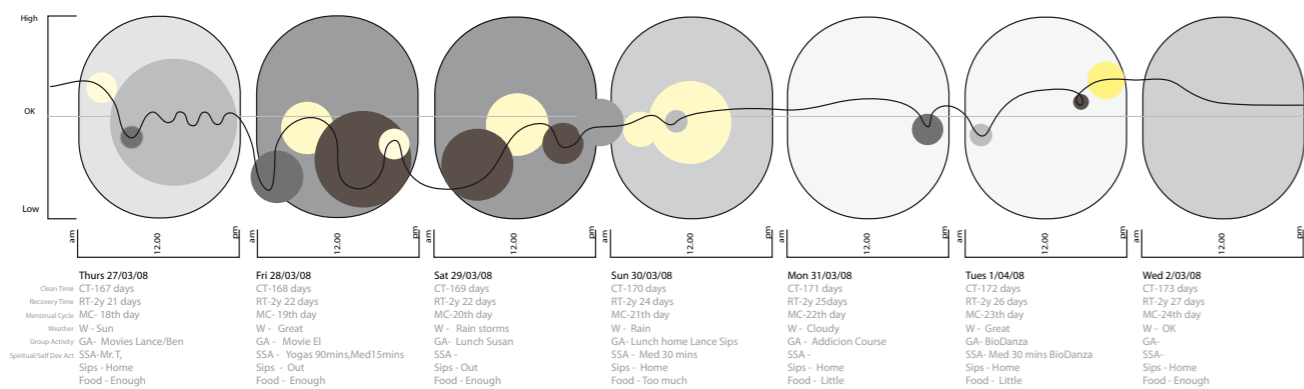 High
OK
Low
am 12.00 pm am 12.00 pm am 12.00 pm am 12.00 pm am 12.00 pm am 12.00 pm am 12.00
Thurs 27/03/08 Fri 28/03/08 Sat 29/03/08 Sun 30/03/08 Mon 31/03/08 Tues 1/04/08 Wed 2/03/08
Clean Time CT-167 days CT-168 days CT-169 days CT-170 days CT-171 days CT-172 days CT-173 days
Recovery Time RT-2y 21 days RT-2y 22 days RT-2y 22 days RT-2y 24 days RT-2y 25days RT-2y 26 days RT-2y 27 days
Menstrual Cycle MC- 18th day MC- 19th day MC-20th day MC-21th day MC-22th day MC-23th day MC-24th day
Weather W - Sun W - Great W - Rain storms W - Rain W - Cloudy W - Great W - OK
Group Activity GA- Movies Lance/Ben GA - Movie El GA- Lunch Susan GA- Lunch home Lance Sips GA - Addicion Course GA- BioDanza GA-
Spiritual/Self Dev Act SSA-Mr.T, SSA - Yogas 90mins,Med15mins SSA - SSA - Med 30 mins SSA - SSA- Med 30 mins BioDanza SSA-
Sips - Home Sips - Out Sips -Out Sips - Home Sips - Home Sips - Home Sips - Home
Food - Enough Food - Enough Food - Enough Food - Too much Food - Little Food - Little Food - Enough